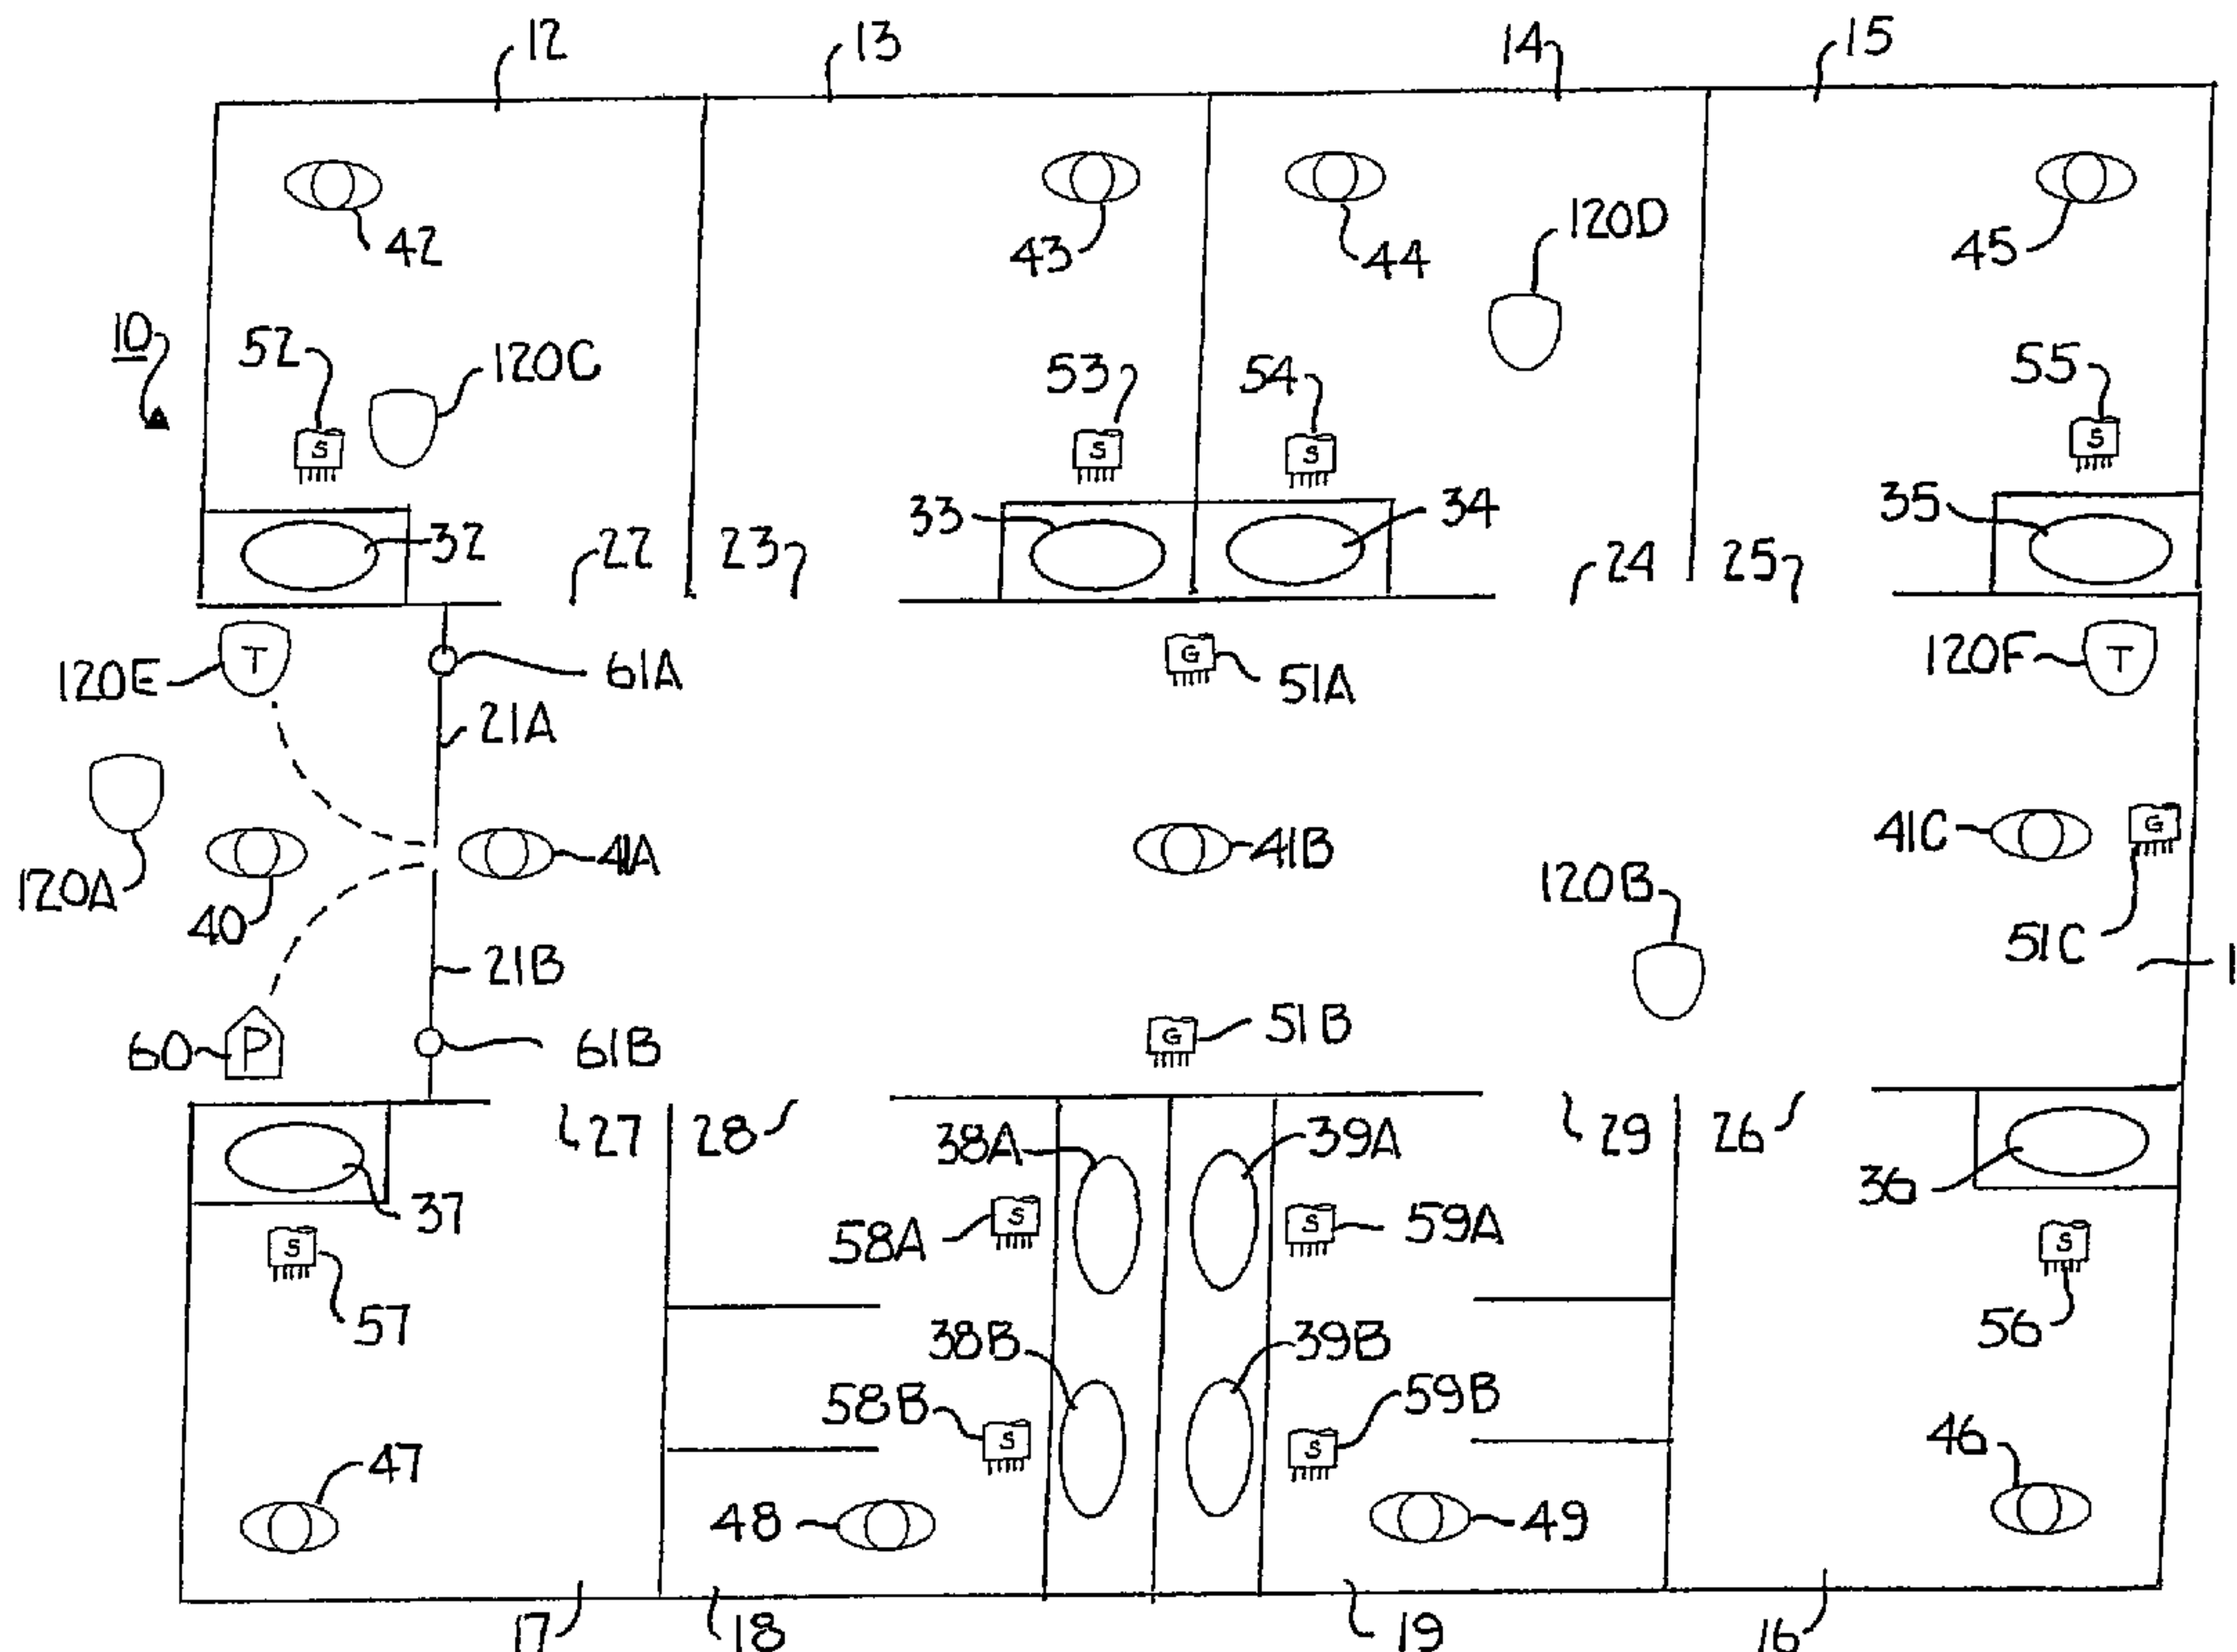 12 13 14 15
42 43 44 120D 45
10 52 120C 53 54 55
S S S S
32 22 23 33 34 24 25 35
120E T 61A G 51A 120F T
21A
120A 40 41A 41B 120B 41C G 51C
21B 1
60 P 61B G 51B
27 28 38A 39A 29 26 36
37 S 58A S S 59A S
57 38B 39B 56
58B S S 59B
47 48 49 46
17 18 19 16